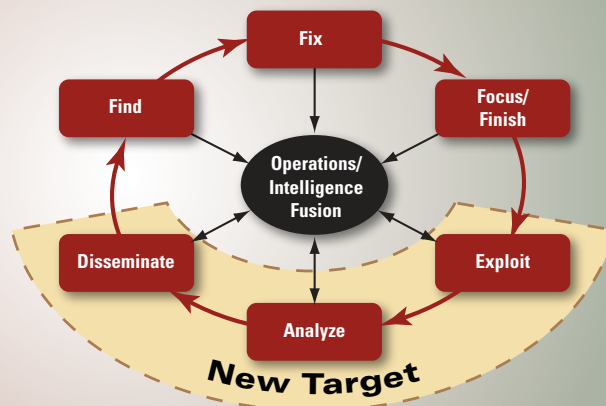 Fix
Focus/
Finish
Find
Operations/
Intelligence
Fusion
Disseminate
Exploit
Analyze
New Target